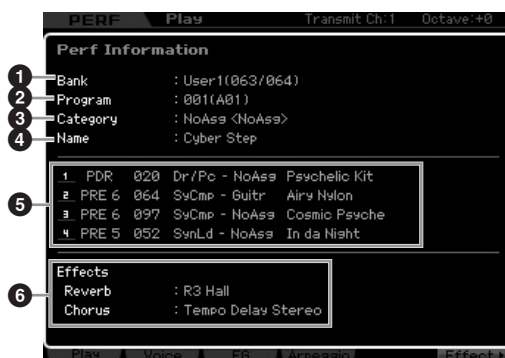 PERF Play Transmit Ch:1 Octave:+0
Perf Information
1 Bank : User1(063/064)
2 Program : 001(A01)
3 Category : NoAsg <NoAsg>
4 Name : Cyber Step
5
1 PDR 020 Dr/Pc - NoAsg Psychelic Kit
2 PRE 6 064 SyCmp - Guitr Airy Nylon
3 PRE 6 097 SyCmp - NoAsg Cosmic Psyche
4 PRE 5 052 SynLd - NoAsg In da Night
6
Effects
Reverb : R3 Hall
Chorus : Tempo Delay Stereo
Play Voice EG Arpeggio Effect